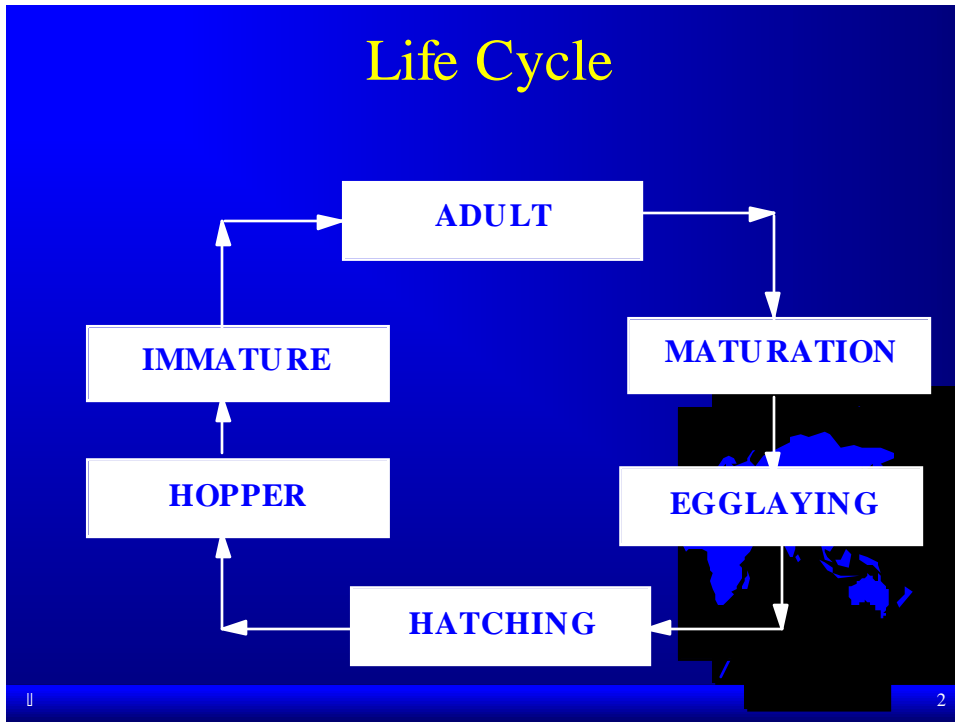 Life Cycle
ADULT
IMMATURE
MATURATION
HOPPER
EGGLAYING
HATCHING
2